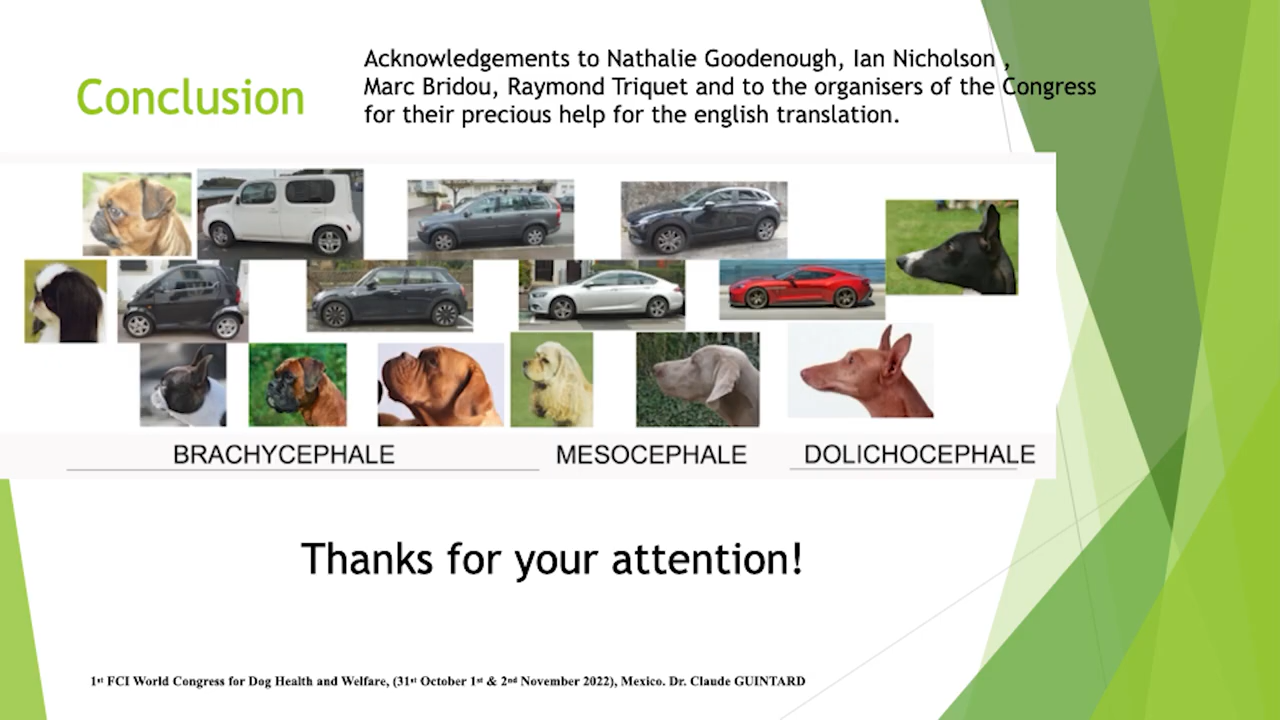 Conclusion
Acknowledgements to Nathalie Goodenough, Ian Nicholson ,
Marc Bridou, Raymond Triquet and to the organisers of the Congress
for their precious help for the english translation.
BRACHYCEPHALE MESOCEPHALE DOLICHOCEPHALE
Thanks for your attention!
1st FCI World Congress for Dog Health and Welfare, (31st October 1st & 2nd November 2022), Mexico. Dr. Claude GUINTARD